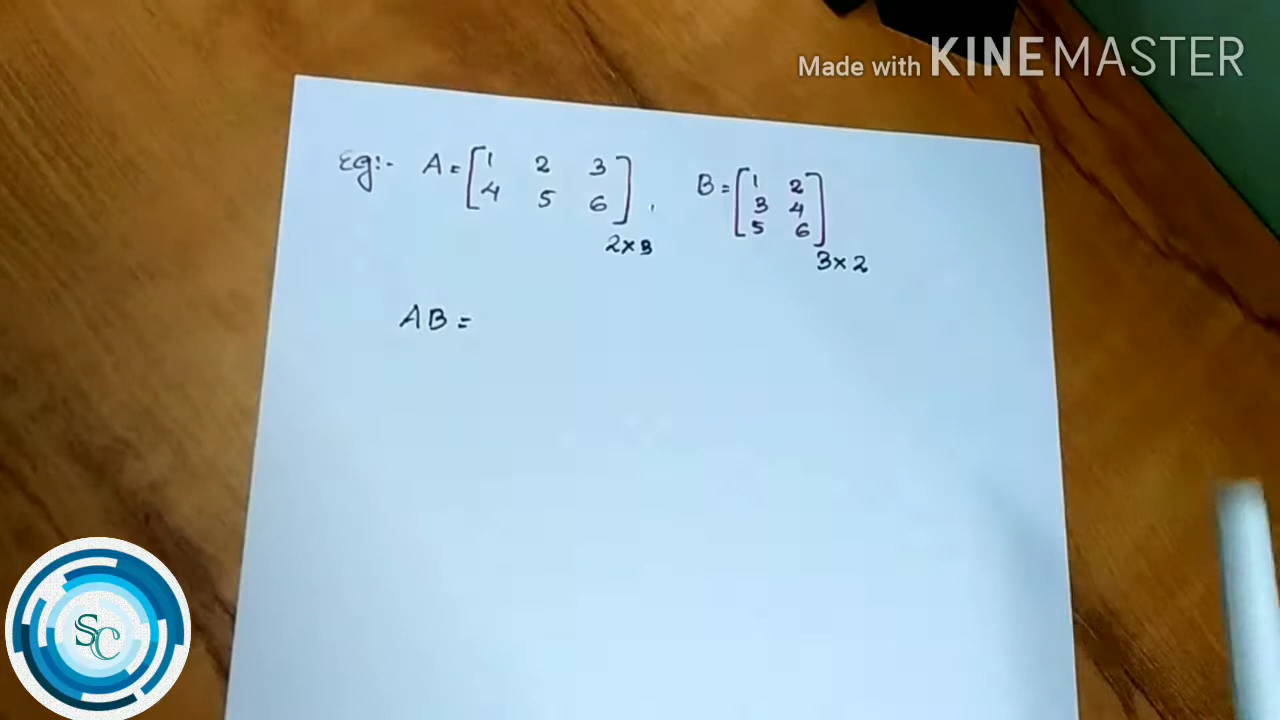 Made with KINEMASTER
Eg:- A = [1 2 3
4 5 6] 2×3 , B = [1 2
3 4
5 6] 3×2
AB =
SC